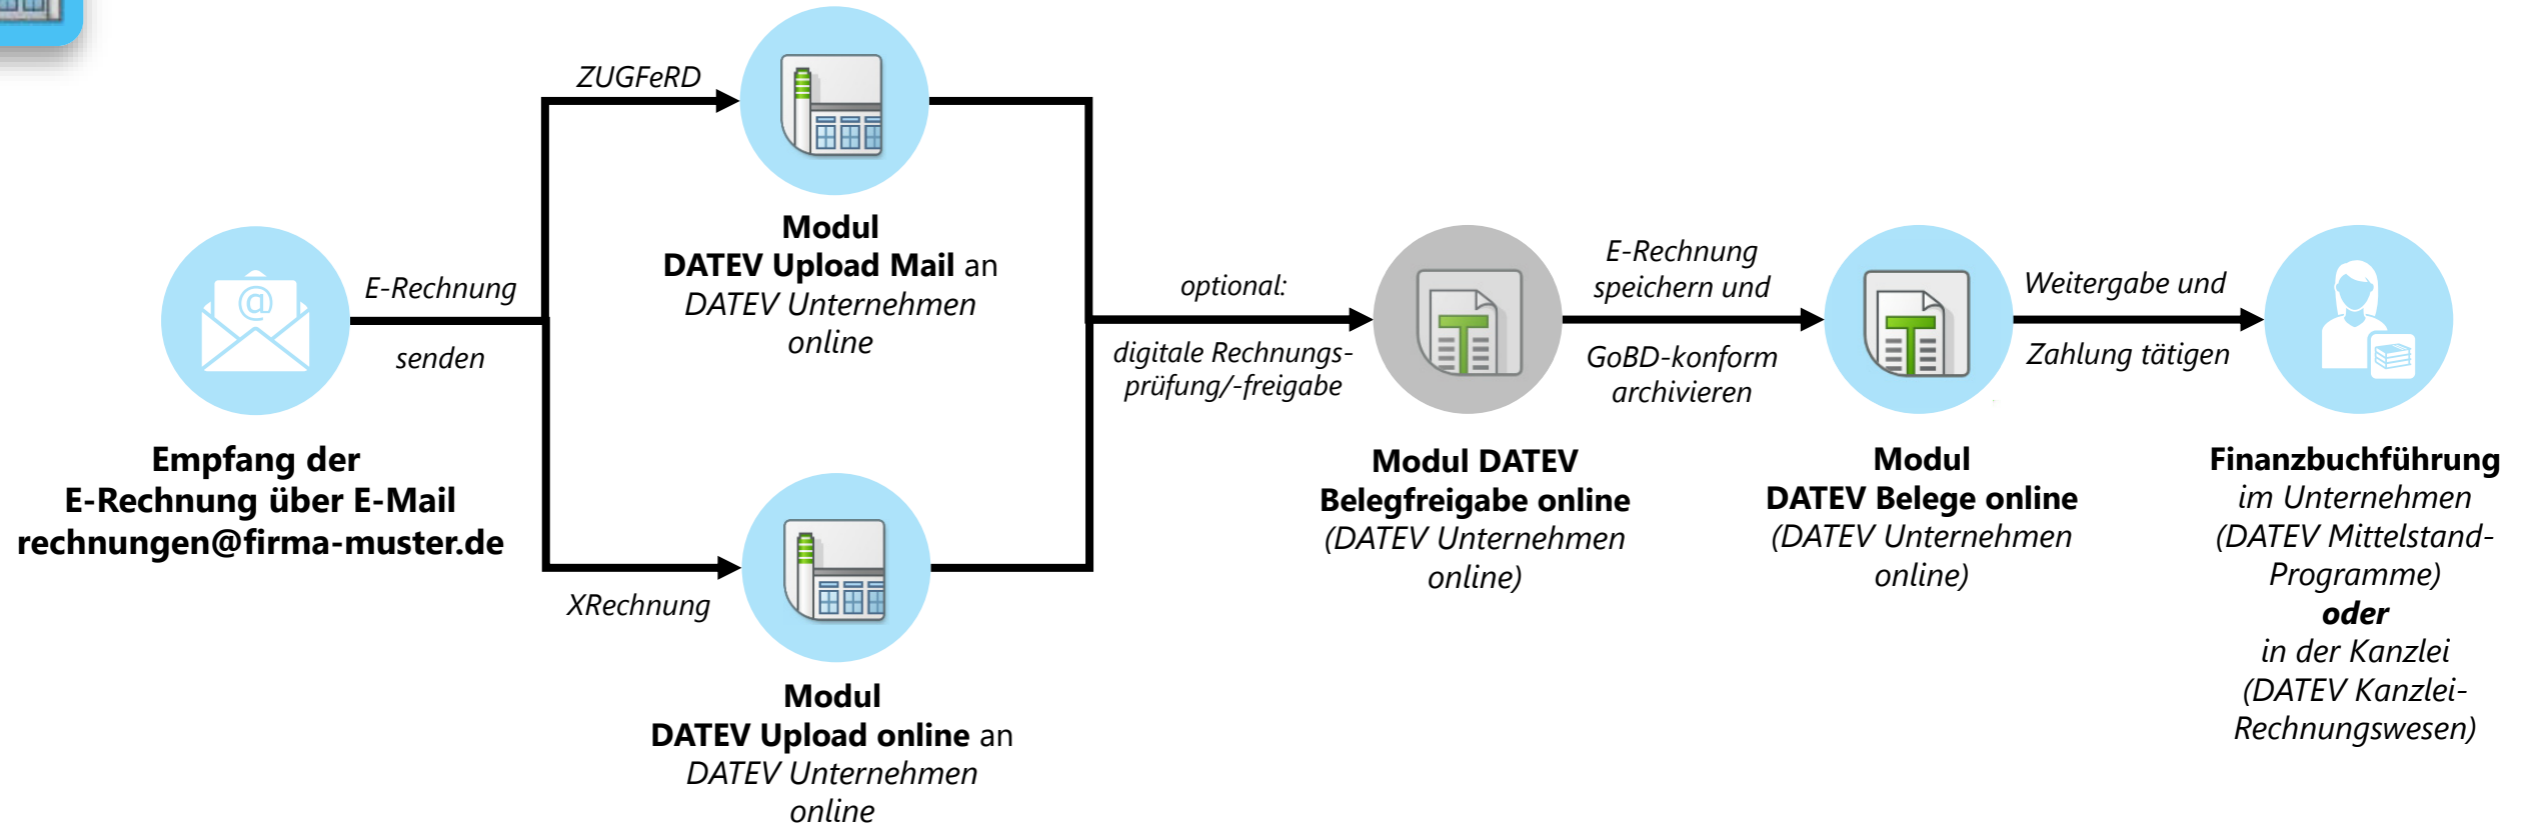 Empfang der
E-Rechnung über E-Mail
rechnungen@firma-muster.de
@
E-Rechnung
senden
ZUGFeRD
Modul
DATEV Upload Mail an
DATEV Unternehmen
online
XRechnung
Modul
DATEV Upload online an
DATEV Unternehmen
online
optional:
digitale Rechnungs-
prüfung/-freigabe
Modul DATEV
Belegfreigabe online
(DATEV Unternehmen
online)
E-Rechnung
speichern und
GoBD-konform
archivieren
Modul
DATEV Belege online
(DATEV Unternehmen
online)
Weitergabe und
Zahlung tätigen
Finanzbuchführung
im Unternehmen
(DATEV Mittelstand-
Programme)
oder
in der Kanzlei
(DATEV Kanzlei-
Rechnungswesen)